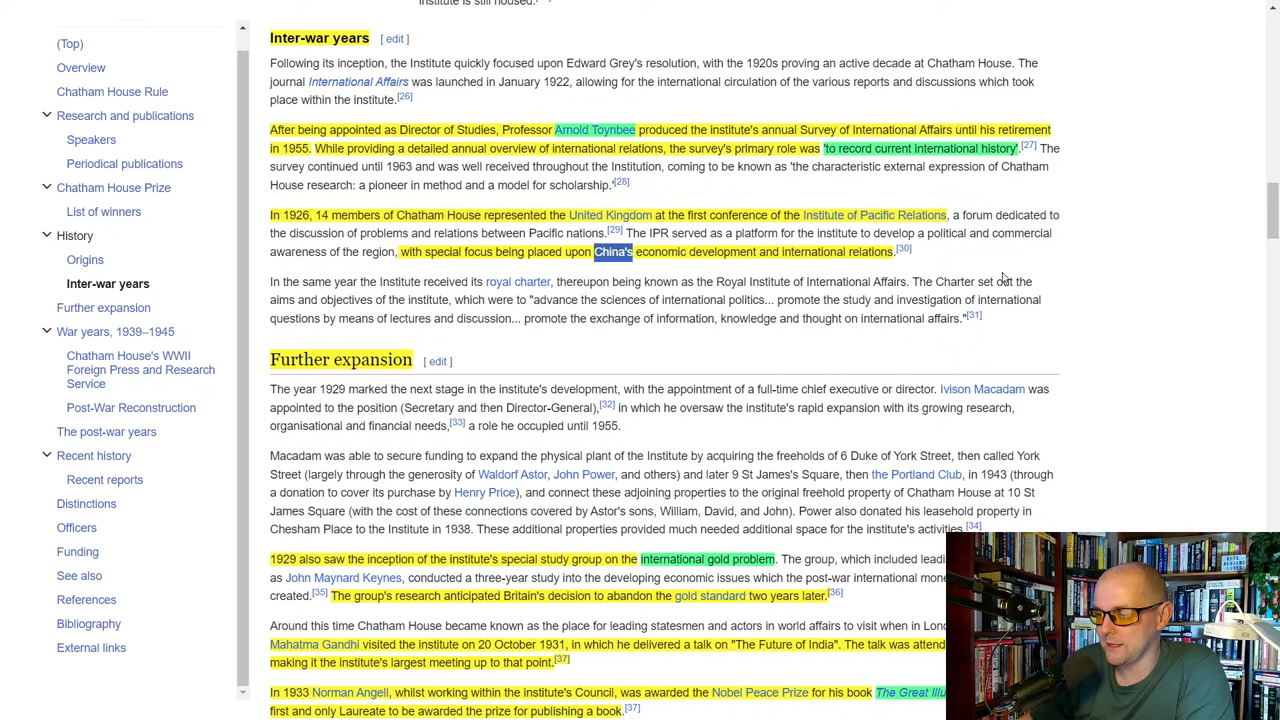 institute is still housed.
(Top)
Overview
Chatham House Rule
Research and publications
Speakers
Periodical publications
Chatham House Prize
List of winners
History
Origins
Inter-war years
Further expansion
War years, 1939–1945
Chatham House's WWII
Foreign Press and Research
Service
Post-War Reconstruction
The post-war years
Recent history
Recent reports
Distinctions
Officers
Funding
See also
References
Bibliography
External links
Inter-war years [ edit ]
Following its inception, the Institute quickly focused upon Edward Grey's resolution, with the 1920s proving an active decade at Chatham House. The
journal International Affairs was launched in January 1922, allowing for the international circulation of the various reports and discussions which took
place within the institute.[26]
After being appointed as Director of Studies, Professor Arnold Toynbee produced the institute's annual Survey of International Affairs until his retirement
in 1955. While providing a detailed annual overview of international relations, the survey's primary role was 'to record current international history'.[27] The
survey continued until 1963 and was well received throughout the Institution, coming to be known as 'the characteristic external expression of Chatham
House research: a pioneer in method and a model for scholarship.'[28]
In 1926, 14 members of Chatham House represented the United Kingdom at the first conference of the Institute of Pacific Relations, a forum dedicated to
the discussion of problems and relations between Pacific nations.[29] The IPR served as a platform for the institute to develop a political and commercial
awareness of the region, with special focus being placed upon China's economic development and international relations.[30]
In the same year the Institute received its royal charter, thereupon being known as the Royal Institute of International Affairs. The Charter set out the
aims and objectives of the institute, which were to "advance the sciences of international politics... promote the study and investigation of international
questions by means of lectures and discussion... promote the exchange of information, knowledge and thought on international affairs."[31]
Further expansion [ edit ]
The year 1929 marked the next stage in the institute's development, with the appointment of a full-time chief executive or director. Ivison Macadam was
appointed to the position (Secretary and then Director-General),[32] in which he oversaw the institute's rapid expansion with its growing research,
organisational and financial needs,[33] a role he occupied until 1955.
Macadam was able to secure funding to expand the physical plant of the Institute by acquiring the freeholds of 6 Duke of York Street, then called York
Street (largely through the generosity of Waldorf Astor, John Power, and others) and later 9 St James's Square, then the Portland Club, in 1943 (through
a donation to cover its purchase by Henry Price), and connect these adjoining properties to the original freehold property of Chatham House at 10 St
James Square (with the cost of these connections covered by Astor's sons, William, David, and John). Power also donated his leasehold property in
Chesham Place to the Institute in 1938. These additional properties provided much needed additional space for the institute's activities.[34]
1929 also saw the inception of the institute's special study group on the international gold problem. The group, which included leadi
as John Maynard Keynes, conducted a three-year study into the developing economic issues which the post-war international mone
created.[35] The group's research anticipated Britain's decision to abandon the gold standard two years later.[36]
Around this time Chatham House became known as the place for leading statesmen and actors in world affairs to visit when in Lond
Mahatma Gandhi visited the institute on 20 October 1931, in which he delivered a talk on "The Future of India". The talk was attend
making it the institute's largest meeting up to that point.[37]
In 1933 Norman Angell, whilst working within the institute's Council, was awarded the Nobel Peace Prize for his book The Great Illu
first and only Laureate to be awarded the prize for publishing a book.[37]